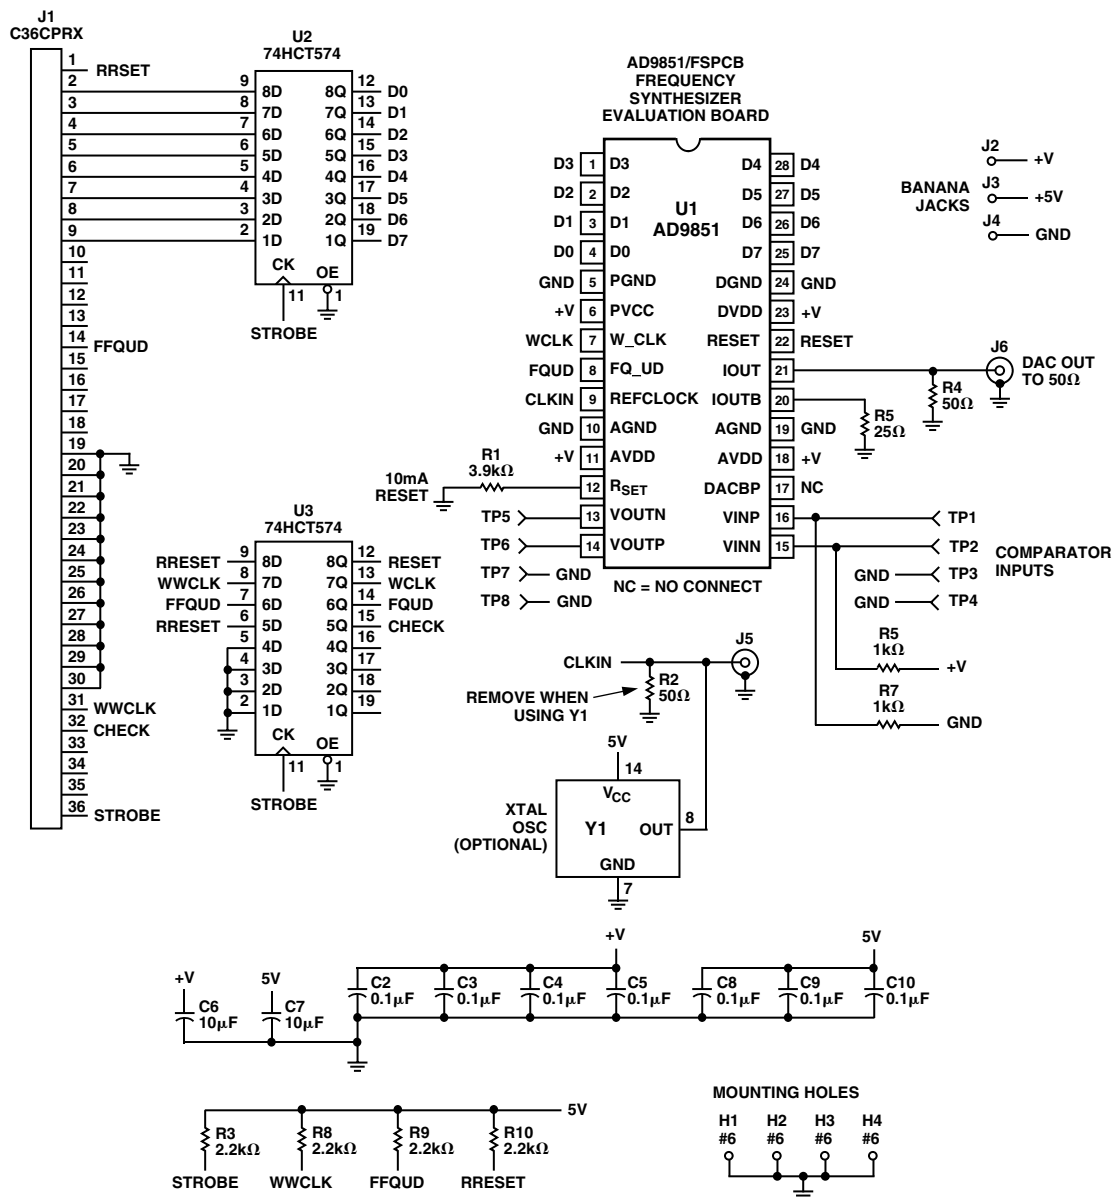 J1
C36CPRX
1
RRSET
2
3
4
5
6
7
8
9
10
11
12
13
14
FFQUD
15
16
17
18
19
20
21
22
23
24
25
26
27
28
29
30
31
WWCLK
32
CHECK
33
34
35
36
STROBE
U2
74HCT574
9 8D 8Q 12 D0
8 7D 7Q 13 D1
7 6D 6Q 14 D2
6 5D 5Q 15 D3
5 4D 4Q 16 D4
4 3D 3Q 17 D5
3 2D 2Q 18 D6
2 1D 1Q 19 D7
CK OE
11 1
STROBE
U3
74HCT574
RRESET 9 8D 8Q 12 RESET
WWCLK 8 7D 7Q 13 WCLK
FFQUD 7 6D 6Q 14 FQUD
RRESET 6 5D 5Q 15 CHECK
5 4D 4Q 16
4 3D 3Q 17
3 2D 2Q 18
2 1D 1Q 19
CK OE
11 1
STROBE
AD9851/FSPCB
FREQUENCY
SYNTHESIZER
EVALUATION BOARD
U1
AD9851
D3 1 D3 D4 28 D4
D2 2 D2 D5 27 D5
D1 3 D1 D6 26 D6
D0 4 D0 D7 25 D7
GND 5 PGND DGND 24 GND
+V 6 PVCC DVDD 23 +V
WCLK 7 W_CLK RESET 22 RESET
FQUD 8 FQ_UD IOUT 21
CLKIN 9 REFCLOCK IOUTB 20
GND 10 AGND AGND 19 GND
+V 11 AVDD AVDD 18 +V
12 RSET DACBP 17 NC
TP5 13 VOUTN VINP 16 TP1
TP6 14 VOUTP VINN 15 TP2
TP7 GND
TP8 GND
NC = NO CONNECT
10mA
RESET
R1
3.9kΩ
J2
+V
BANANA
JACKS
J3
+5V
J4
GND
J6
DAC OUT
TO 50Ω
R4
50Ω
R5
25Ω
COMPARATOR
INPUTS
GND TP3
GND TP4
R5
1kΩ
+V
R7
1kΩ
GND
CLKIN
J5
R2
50Ω
REMOVE WHEN
USING Y1
5V
14
XTAL
OSC
(OPTIONAL)
VCC
Y1
OUT
8
GND
7
+V
C6
10µF
5V
C7
10µF
+V
C2
0.1µF
C3
0.1µF
C4
0.1µF
C5
0.1µF
5V
C8
0.1µF
C9
0.1µF
C10
0.1µF
5V
R3
2.2kΩ
R8
2.2kΩ
R9
2.2kΩ
R10
2.2kΩ
STROBE
WWCLK
FFQUD
RRESET
MOUNTING HOLES
H1 H2 H3 H4
#6 #6 #6 #6